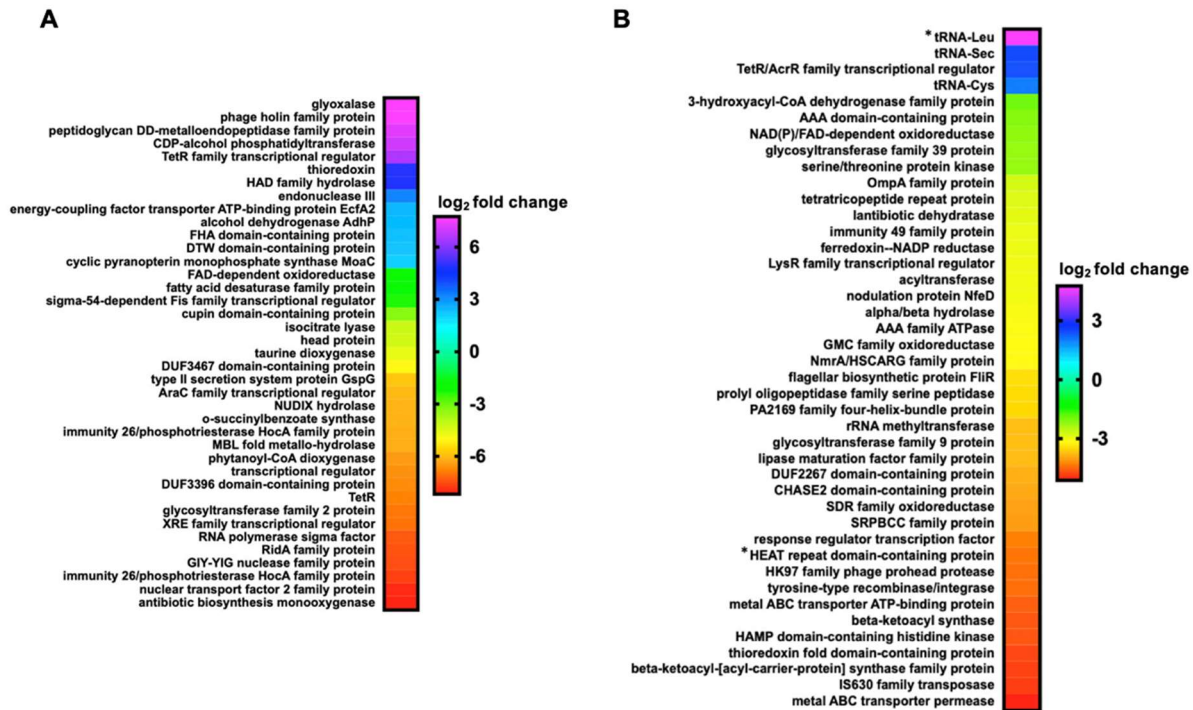 A
glyoxalase
phage holin family protein
peptidoglycan DD-metalloendopeptidase family protein
CDP-alcohol phosphatidyltransferase
TetR family transcriptional regulator
thioredoxin
HAD family hydrolase
endonuclease III
energy-coupling factor transporter ATP-binding protein EcfA2
alcohol dehydrogenase AdhP
FHA domain-containing protein
DTW domain-containing protein
cyclic pyranopterin monophosphate synthase MoaC
FAD-dependent oxidoreductase
fatty acid desaturase family protein
sigma-54-dependent Fis family transcriptional regulator
cupin domain-containing protein
isocitrate lyase
head protein
taurine dioxygenase
DUF3467 domain-containing protein
type II secretion system protein GspG
AraC family transcriptional regulator
NUDIX hydrolase
o-succinylbenzoate synthase
immunity 26/phosphotriesterase HocA family protein
MBL fold metallo-hydrolase
phytanoyl-CoA dioxygenase
transcriptional regulator
DUF3396 domain-containing protein
TetR
glycosyltransferase family 2 protein
XRE family transcriptional regulator
RNA polymerase sigma factor
RidA family protein
GIY-YIG nuclease family protein
immunity 26/phosphotriesterase HocA family protein
nuclear transport factor 2 family protein
antibiotic biosynthesis monooxygenase
log2 fold change
6
3
0
-3
-6
B
*tRNA-Leu
tRNA-Sec
TetR/AcrR family transcriptional regulator
tRNA-Cys
3-hydroxyacyl-CoA dehydrogenase family protein
AAA domain-containing protein
NAD(P)/FAD-dependent oxidoreductase
glycosyltransferase family 39 protein
serine/threonine protein kinase
OmpA family protein
tetratricopeptide repeat protein
lantibiotic dehydratase
immunity 49 family protein
ferredoxin--NADP reductase
LysR family transcriptional regulator
acyltransferase
nodulation protein NfeD
alpha/beta hydrolase
AAA family ATPase
GMC family oxidoreductase
NmrA/HSCARG family protein
flagellar biosynthetic protein FliR
prolyl oligopeptidase family serine peptidase
PA2169 family four-helix-bundle protein
rRNA methyltransferase
glycosyltransferase family 9 protein
lipase maturation factor family protein
DUF2267 domain-containing protein
CHASE2 domain-containing protein
SDR family oxidoreductase
SRPBCC family protein
response regulator transcription factor
*HEAT repeat domain-containing protein
HK97 family phage prohead protease
tyrosine-type recombinase/integrase
metal ABC transporter ATP-binding protein
beta-ketoacyl synthase
HAMP domain-containing histidine kinase
thioredoxin fold domain-containing protein
beta-ketoacyl-[acyl-carrier-protein] synthase family protein
IS630 family transposase
metal ABC transporter permease
log2 fold change
3
0
-3